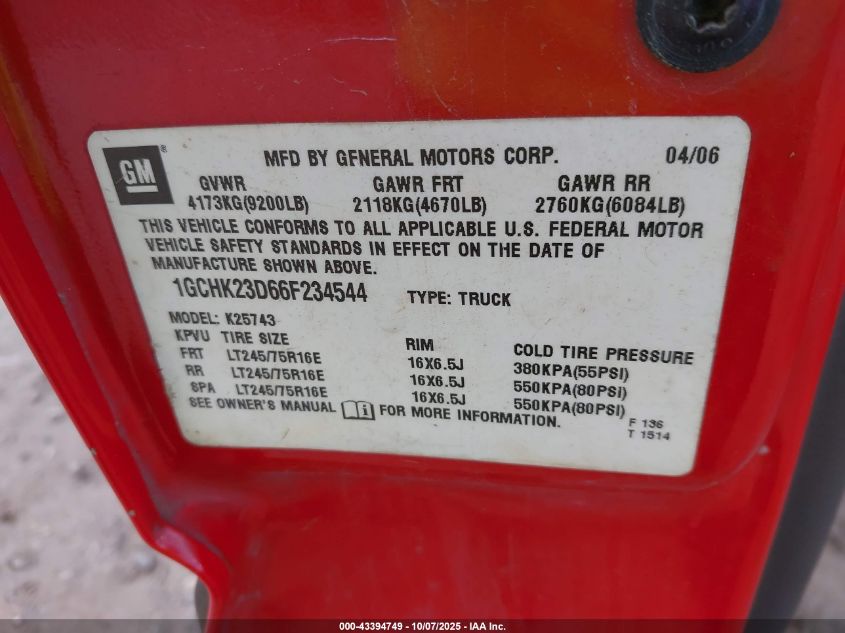 GM ®
MFD BY GENERAL MOTORS CORP. 04/06
GVWR GAWR FRT GAWR RR
4173KG(9200LB) 2118KG(4670LB) 2760KG(6084LB)
THIS VEHICLE CONFORMS TO ALL APPLICABLE U.S. FEDERAL MOTOR
VEHICLE SAFETY STANDARDS IN EFFECT ON THE DATE OF
MANUFACTURE SHOWN ABOVE.
1GCHK23D66F234544 TYPE: TRUCK
MODEL: K25743
KPVU TIRE SIZE RIM COLD TIRE PRESSURE
FRT LT245/75R16E 16X6.5J 380KPA(55PSI)
RR LT245/75R16E 16X6.5J 550KPA(80PSI)
SPA LT245/75R16E 16X6.5J 550KPA(80PSI)
SEE OWNER'S MANUAL i FOR MORE INFORMATION.
F 136
T 1514
000-43394749 | 10/07/2025 - IAA Inc.